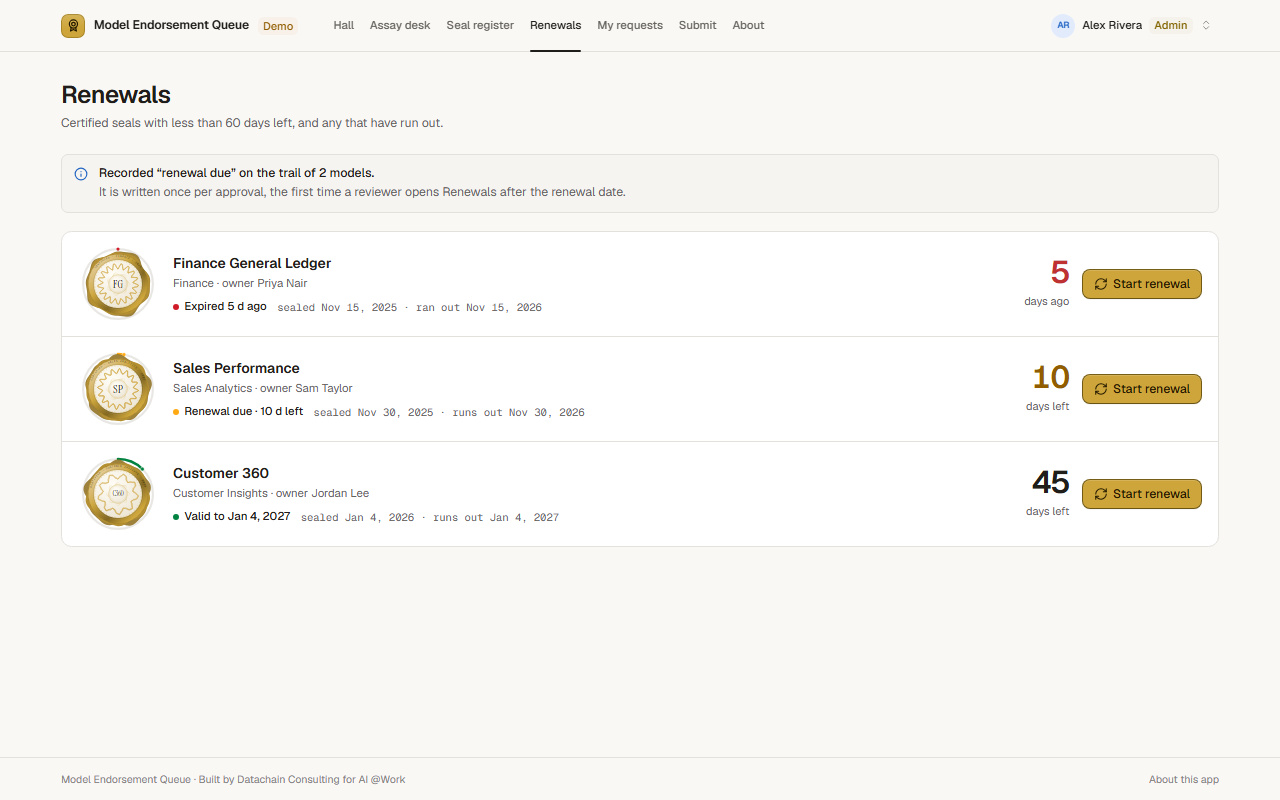 Model Endorsement Queue Demo Hall Assay desk Seal register Renewals My requests Submit About AR Alex Rivera Admin
Renewals
Certified seals with less than 60 days left, and any that have run out.
Recorded “renewal due” on the trail of 2 models.
It is written once per approval, the first time a reviewer opens Renewals after the renewal date.
FG
Finance General Ledger
Finance · owner Priya Nair
Expired 5 d ago sealed Nov 15, 2025 · ran out Nov 15, 2026
5
days ago
Start renewal
SP
Sales Performance
Sales Analytics · owner Sam Taylor
Renewal due · 10 d left sealed Nov 30, 2025 · runs out Nov 30, 2026
10
days left
Start renewal
Customer 360
Customer Insights · owner Jordan Lee
Valid to Jan 4, 2027 sealed Jan 4, 2026 · runs out Jan 4, 2027
45
days left
Start renewal
Model Endorsement Queue · Built by Datachain Consulting for AI @Work
About this app